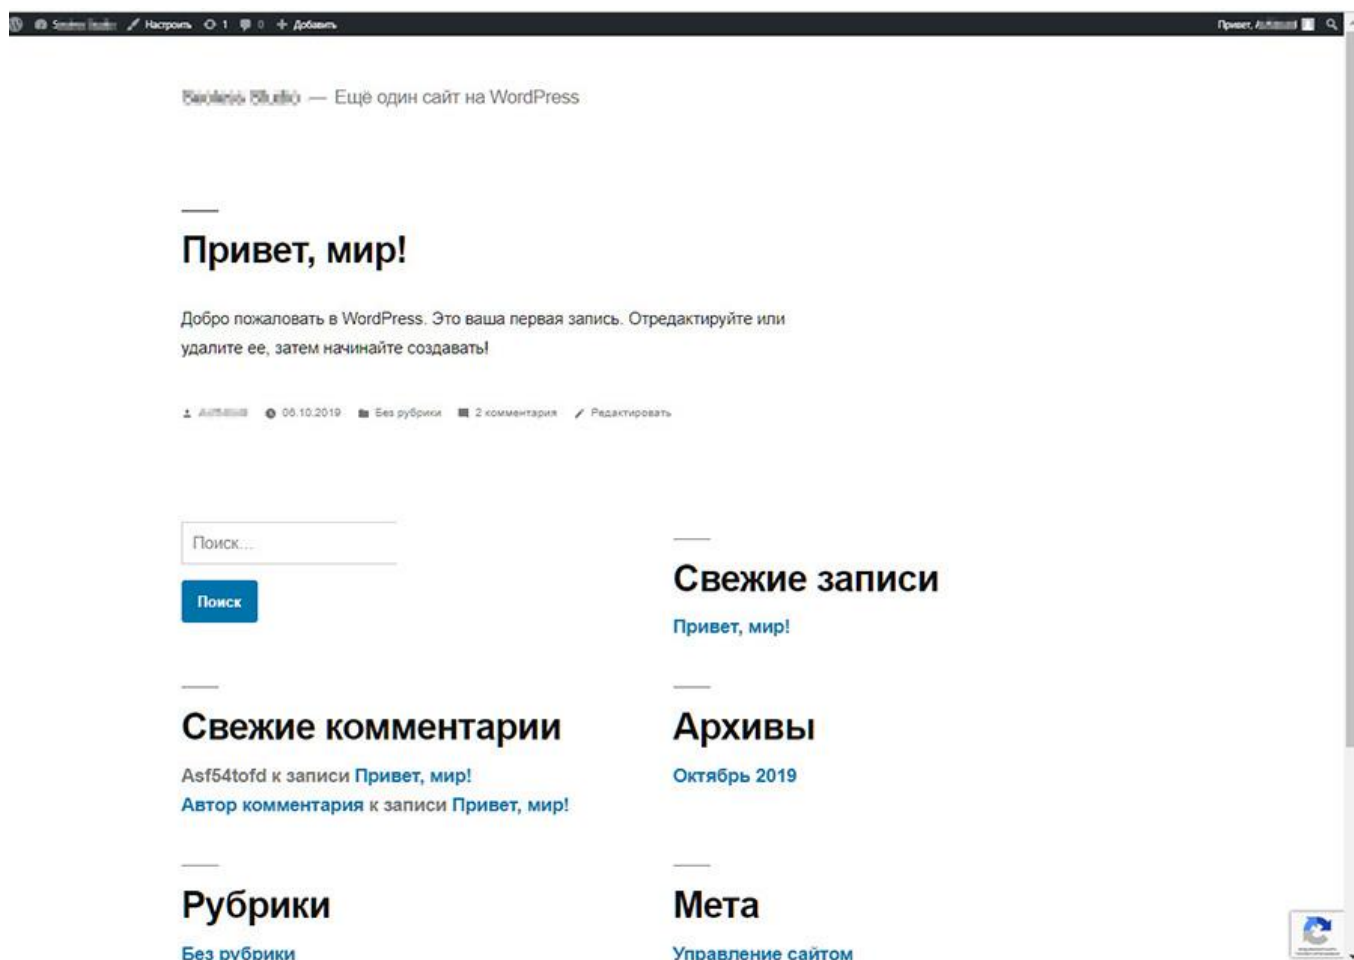 Настроить 1 0 Добавить Привет,
— Ещё один сайт на WordPress
Привет, мир!
Добро пожаловать в WordPress. Это ваша первая запись. Отредактируйте или
удалите ее, затем начинайте создавать!
06.10.2019 Без рубрики 2 комментария Редактировать
Поиск...
Поиск
Свежие записи
Привет, мир!
Свежие комментарии
Asf54tofd к записи Привет, мир!
Автор комментария к записи Привет, мир!
Архивы
Октябрь 2019
Рубрики
Без рубрики
Мета
Управление сайтом